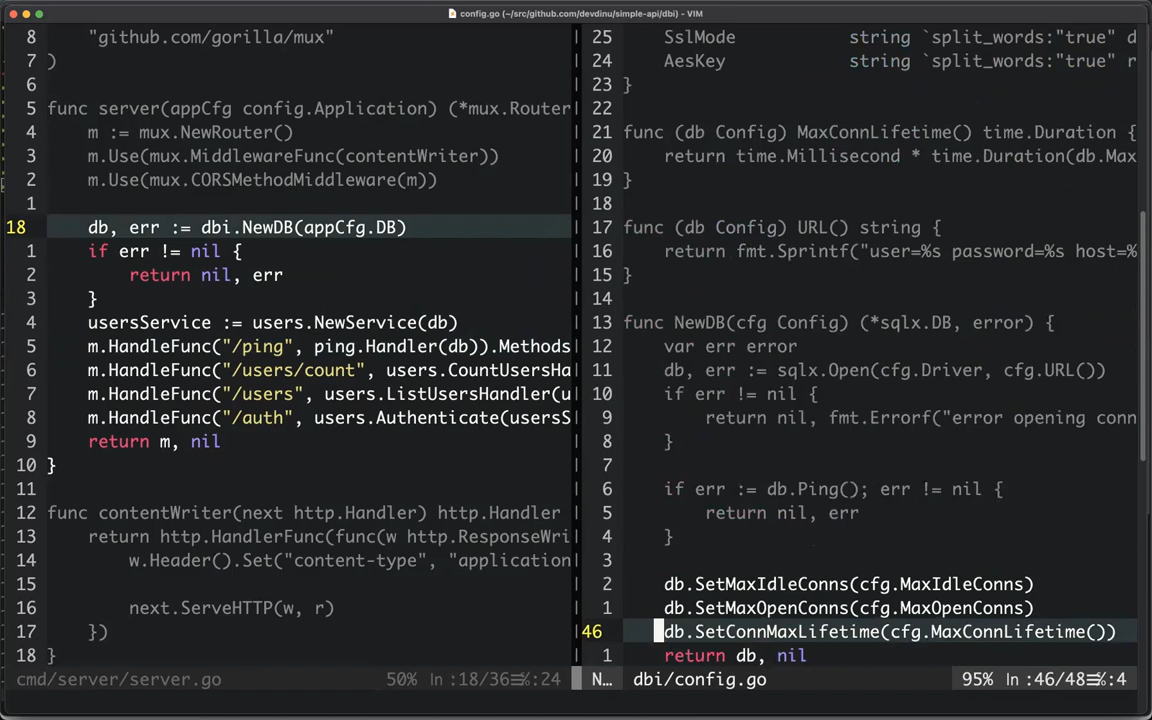 config.go (~/src/github.com/devdinu/simple-api/dbi) - VIM
8 "github.com/gorilla/mux"
7 )
6
5 func server(appCfg config.Application) (*mux.Router
4 m := mux.NewRouter()
3 m.Use(mux.MiddlewareFunc(contentWriter))
2 m.Use(mux.CORSMethodMiddleware(m))
1
18 db, err := dbi.NewDB(appCfg.DB)
1 if err != nil {
2 return nil, err
3 }
4 usersService := users.NewService(db)
5 m.HandleFunc("/ping", ping.Handler(db)).Methods
6 m.HandleFunc("/users/count", users.CountUsersHa
7 m.HandleFunc("/users", users.ListUsersHandler(u
8 m.HandleFunc("/auth", users.Authenticate(usersS
9 return m, nil
10 }
11
12 func contentWriter(next http.Handler) http.Handler
13 return http.HandlerFunc(func(w http.ResponseWri
14 w.Header().Set("content-type", "application
15
16 next.ServeHTTP(w, r)
17 })
18 }
cmd/server/server.go 50% ln :18/36≡%:24
25 SslMode string `split_words:"true" d
24 AesKey string `split_words:"true" r
23 }
22
21 func (db Config) MaxConnLifetime() time.Duration {
20 return time.Millisecond * time.Duration(db.Max
19 }
18
17 func (db Config) URL() string {
16 return fmt.Sprintf("user=%s password=%s host=%
15 }
14
13 func NewDB(cfg Config) (*sqlx.DB, error) {
12 var err error
11 db, err := sqlx.Open(cfg.Driver, cfg.URL())
10 if err != nil {
9 return nil, fmt.Errorf("error opening conn
8 }
7
6 if err := db.Ping(); err != nil {
5 return nil, err
4 }
3
2 db.SetMaxIdleConns(cfg.MaxIdleConns)
1 db.SetMaxOpenConns(cfg.MaxOpenConns)
46 db.SetConnMaxLifetime(cfg.MaxConnLifetime())
1 return db, nil
N… dbi/config.go 95% ln :46/48≡%:4